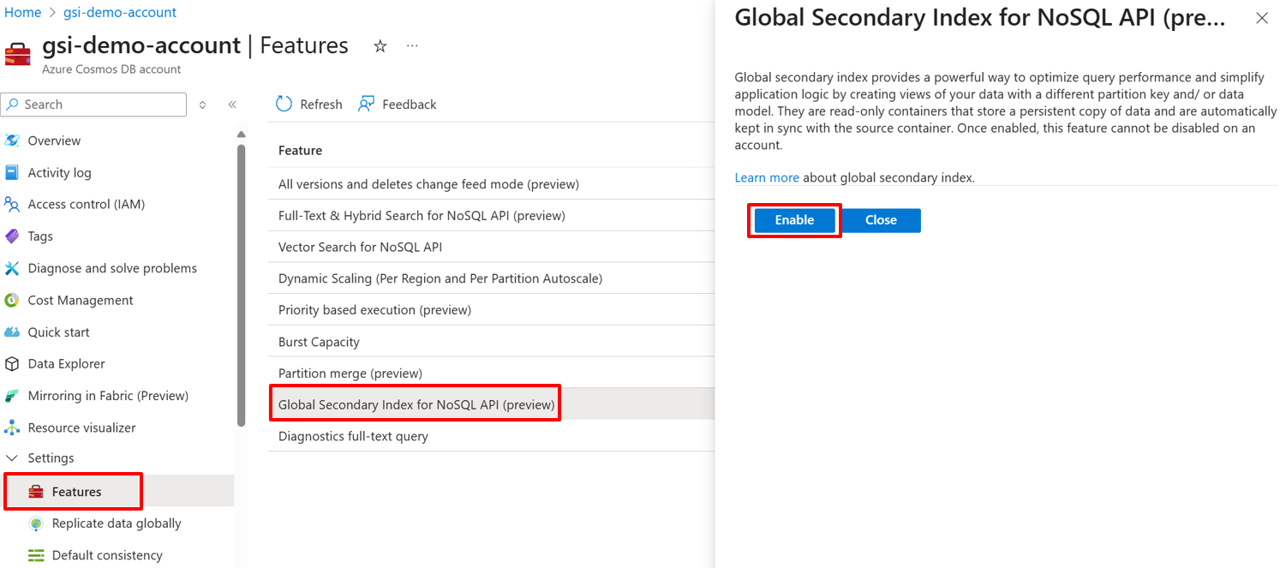 Home > gsi-demo-account
gsi-demo-account | Features
Azure Cosmos DB account
Search
Overview
Activity log
Access control (IAM)
Tags
Diagnose and solve problems
Cost Management
Quick start
Data Explorer
Mirroring in Fabric (Preview)
Resource visualizer
Settings
Features
Replicate data globally
Default consistency
Refresh
Feedback
Feature
All versions and deletes change feed mode (preview)
Full-Text & Hybrid Search for NoSQL API (preview)
Vector Search for NoSQL API
Dynamic Scaling (Per Region and Per Partition Autoscale)
Priority based execution (preview)
Burst Capacity
Partition merge (preview)
Global Secondary Index for NoSQL API (preview)
Diagnostics full-text query
Global Secondary Index for NoSQL API (pre...
Global secondary index provides a powerful way to optimize query performance and simplify
application logic by creating views of your data with a different partition key and/ or data
model. They are read-only containers that store a persistent copy of data and are automatically
kept in sync with the source container. Once enabled, this feature cannot be disabled on an
account.
Learn more about global secondary index.
Enable
Close